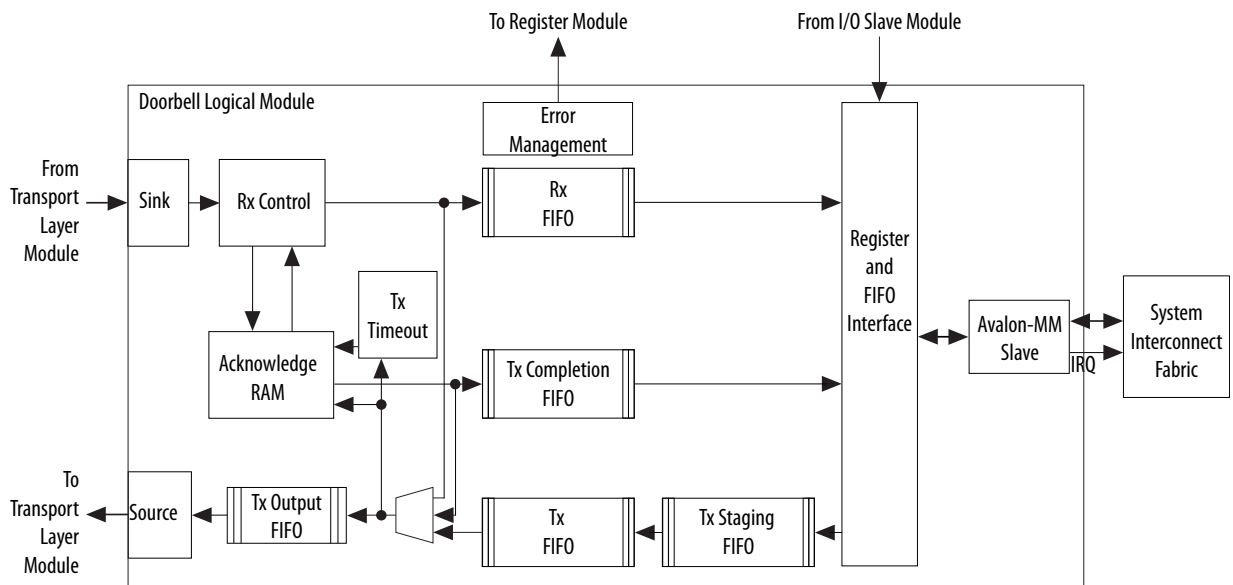 To Register Module
From I/O Slave Module
Doorbell Logical Module
Error
Management
From
Transport
Layer
Module
Sink
Rx Control
Rx
FIFO
Register
and
FIFO
Interface
Tx
Timeout
Acknowledge
RAM
Tx Completion
FIFO
Avalon-MM
Slave
IRQ
System
Interconnect
Fabric
To
Transport
Layer
Module
Source
Tx Output
FIFO
Tx
FIFO
Tx Staging
FIFO